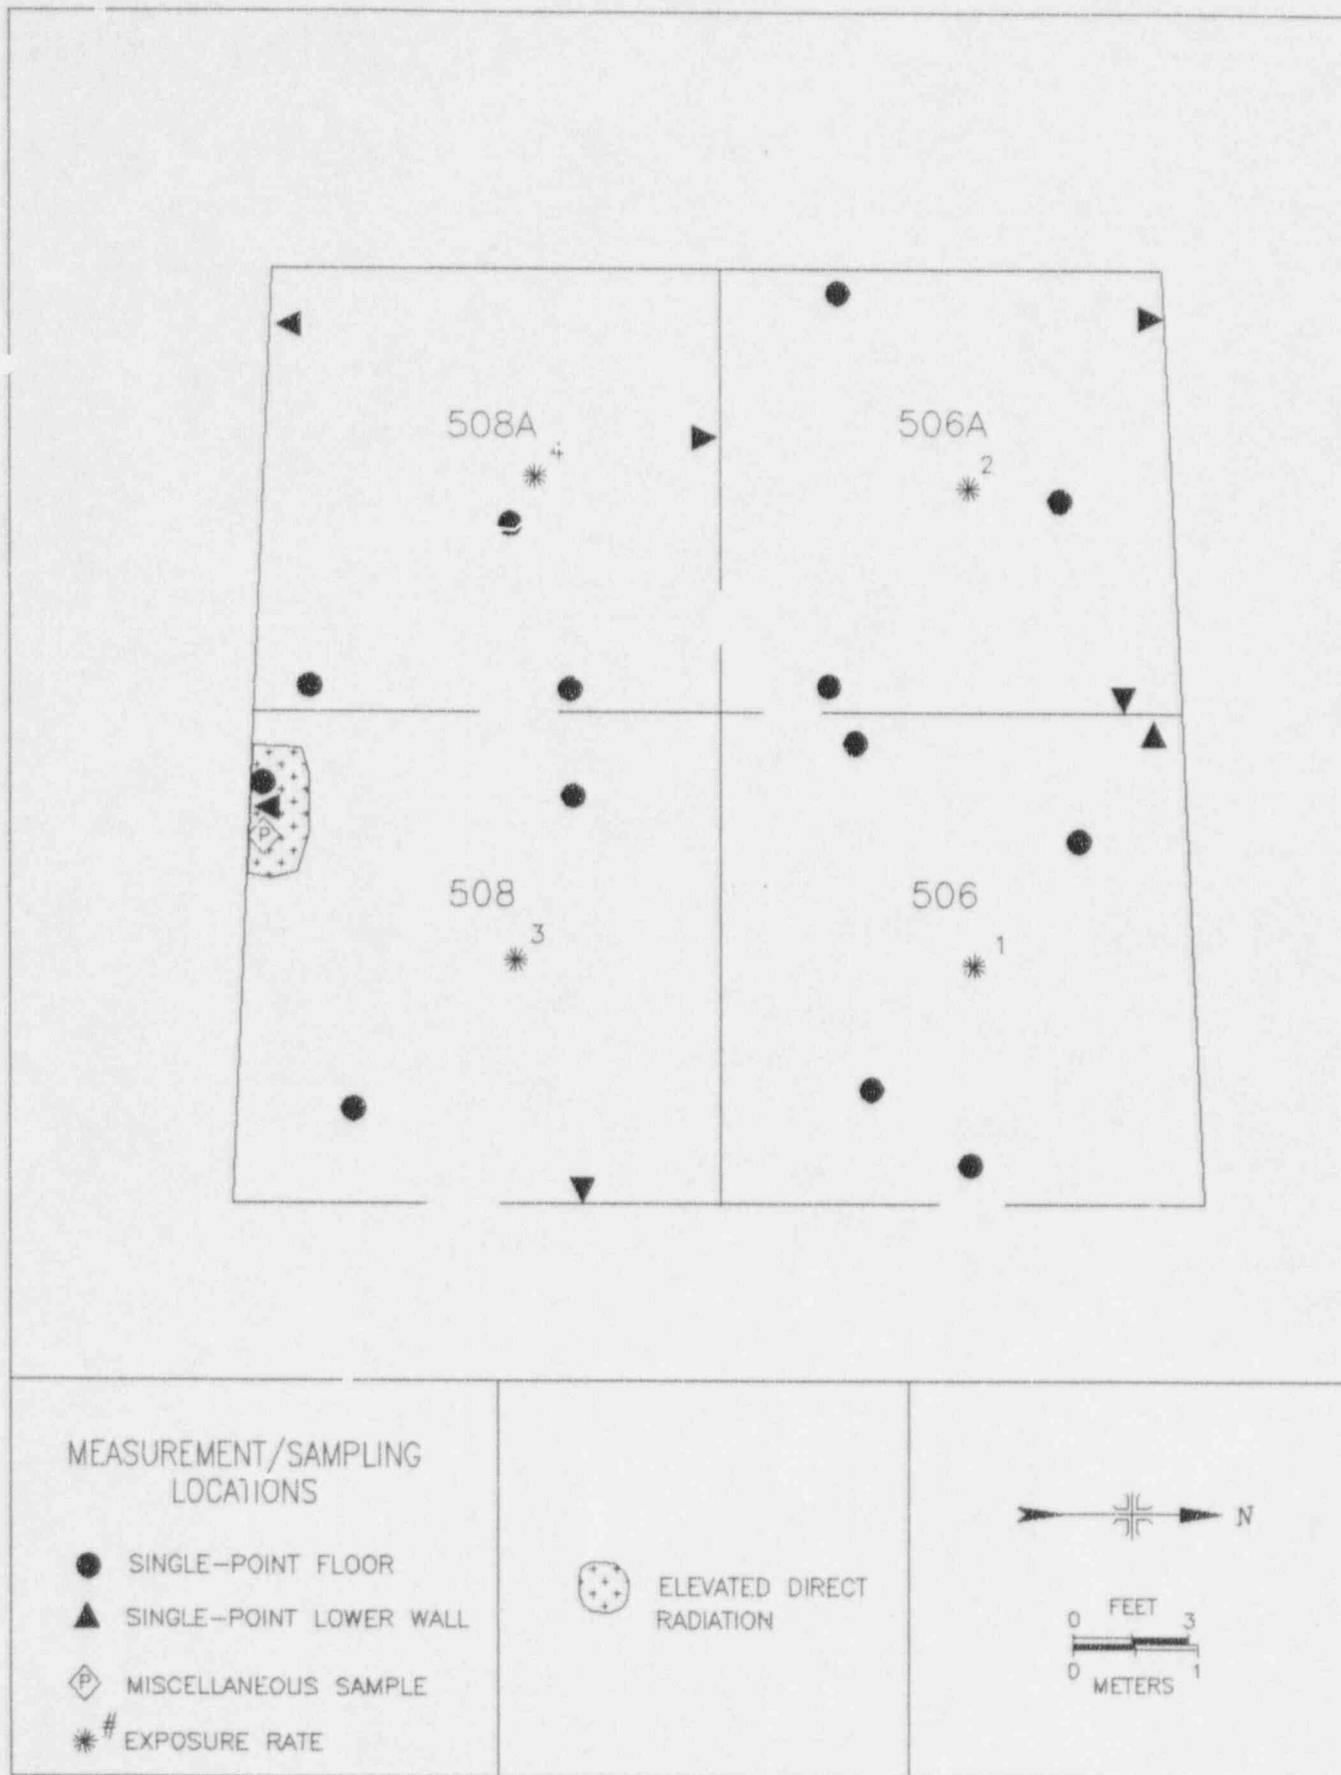 508A
4
506A
2
508
3
506
1
P
MEASUREMENT/SAMPLING
LOCATIONS
SINGLE-POINT FLOOR
SINGLE-POINT LOWER WALL
P MISCELLANEOUS SAMPLE
# EXPOSURE RATE
ELEVATED DIRECT
RADIATION
N
FEET
0 3
0 1
METERS